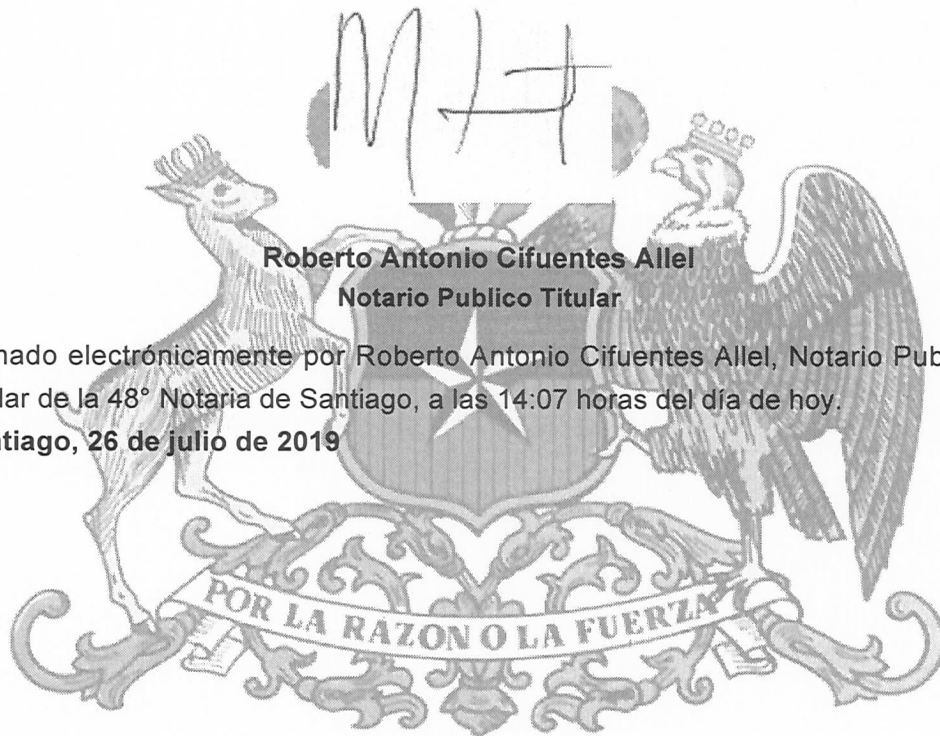 Roberto Antonio Cifuentes Allel
Notario Publico Titular
nado electrónicamente por Roberto Antonio Cifuentes Allel, Notario Pub
lar de la 48° Notaria de Santiago, a las 14:07 horas del día de hoy.
tiago, 26 de julio de 2019
POR LA RAZON O LA FUERZA